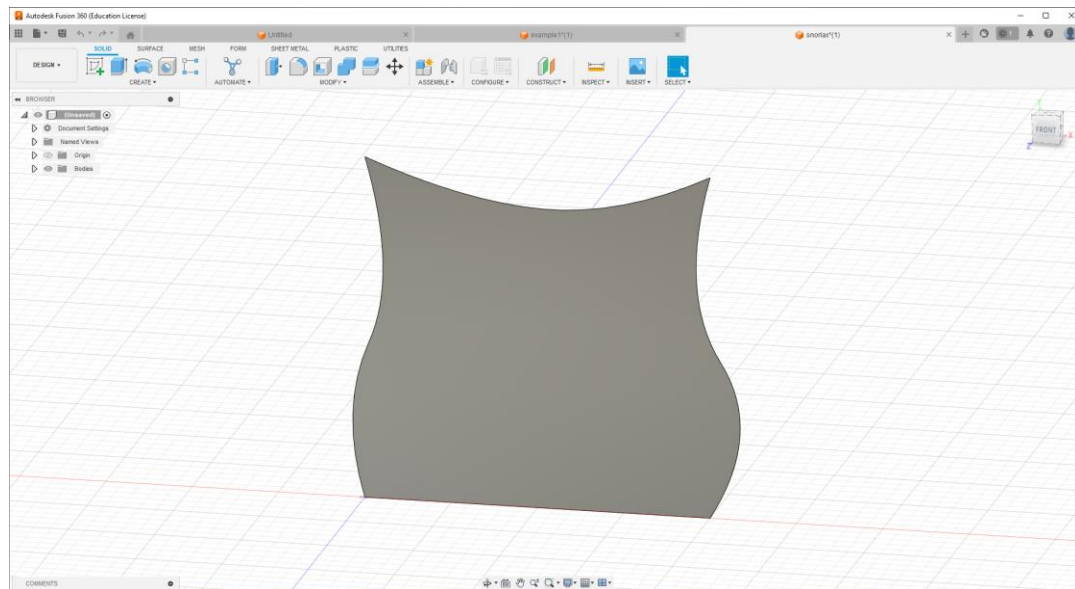 Autodesk Fusion 360 (Education License)
Untitled
example1*(1)
snorlax*(1)
SOLID SURFACE MESH FORM SHEET METAL PLASTIC UTILITIES
DESIGN
CREATE AUTOMATE MODIFY ASSEMBLE CONFIGURE CONSTRUCT INSPECT INSERT SELECT
BROWSER
(Unsaved)
Document Settings
Named Views
Origin
Bodies
Y
FRONT
X
Z
COMMENTS